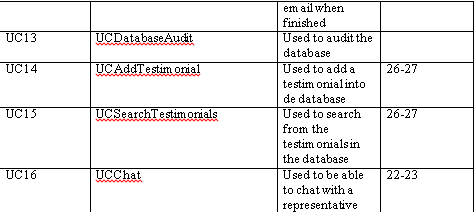 email when
finished
UC13 UCDatabaseAudit Used to audit the
database
UC14 UCAddTestimonial Used to add a 26-27
testimonial into
de database
UC15 UCSearchTestimonials Used to search 26-27
from the
testimonials in
the database
UC16 UCChat Used to be able 22-23
to chat with a
representative